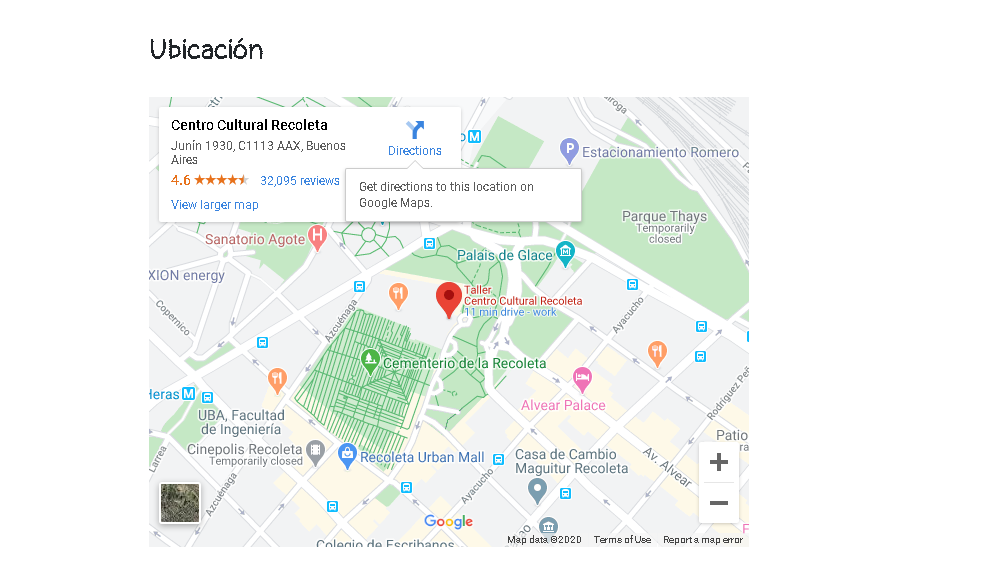 Ubicación
Centro Cultural Recoleta
Junín 1930, C1113 AAX, Buenos
Aires
4.6
32,095 reviews
View larger map
Directions
Get directions to this location on
Google Maps.
M
P
Estacionamiento Romero
Parque Thays
Temporarily
closed
Sanatorio Agote
H
Palais de Glace
XION energy
Copernico
Azcuénaga
Taller
Centro Cultural Recoleta
11 min drive - work
Ayacucho
Cementerio de la Recoleta
Heras
M
Alvear Palace
Rodríguez Peñ
UBA, Facultad
de Ingeniería
Cinepolis Recoleta
Temporarily closed
Recoleta Urban Mall
Casa de Cambio
Maguitur Recoleta
Av. Alvear
Patio
Larrea
Azcuénaga
Ayacucho
Google
Colegio de Escribanos
Map data ©2020
Terms of Use
Report a map error